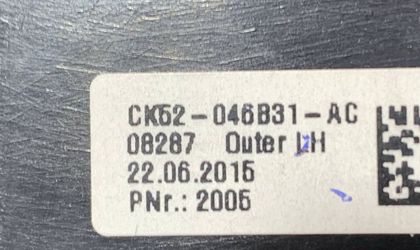 CK52-046B31-AC
08287 Outer LH
22.06.2015
PNr.: 2005